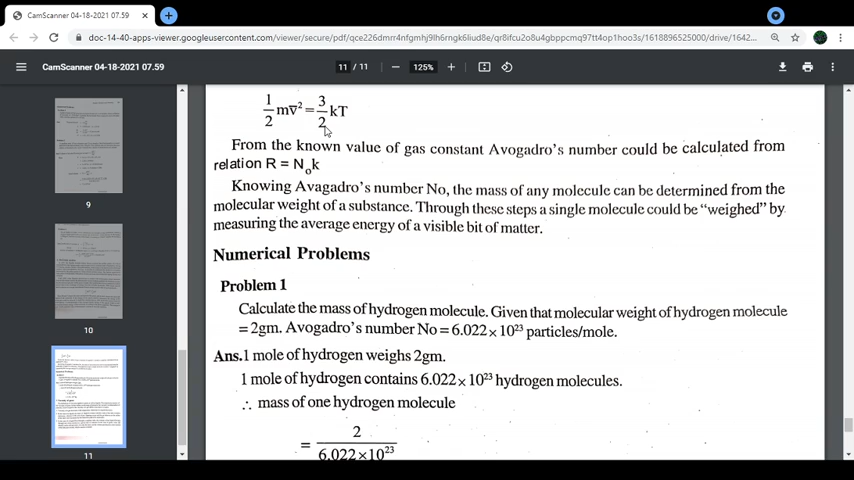 CamScanner 04-18-2021 07.59
doc-14-40-apps-viewer.googleusercontent.com/viewer/secure/pdf/qce226dmrr4nfgmhj9lh6rngk6liud8e/qr8ifcu2o8u4gbppcmq97tt4op1hoo3s/1618896525000/drive/1642...
CamScanner 04-18-2021 07.59
11 / 11
125%
9
10
11
1/2 mv̅² = 3/2 kT
From the known value of gas constant Avogadro's number could be calculated from
relation R = N₀k
Knowing Avagadro's number No, the mass of any molecule can be determined from the
molecular weight of a substance. Through these steps a single molecule could be "weighed" by
measuring the average energy of a visible bit of matter.
Numerical Problems
Problem 1
Calculate the mass of hydrogen molecule. Given that molecular weight of hydrogen molecule
= 2gm. Avogadro's number No = 6.022 × 10²³ particles/mole.
Ans. 1 mole of hydrogen weighs 2gm.
1 mole of hydrogen contains 6.022 × 10²³ hydrogen molecules.
∴ mass of one hydrogen molecule
= 2 / 6.022 × 10²³